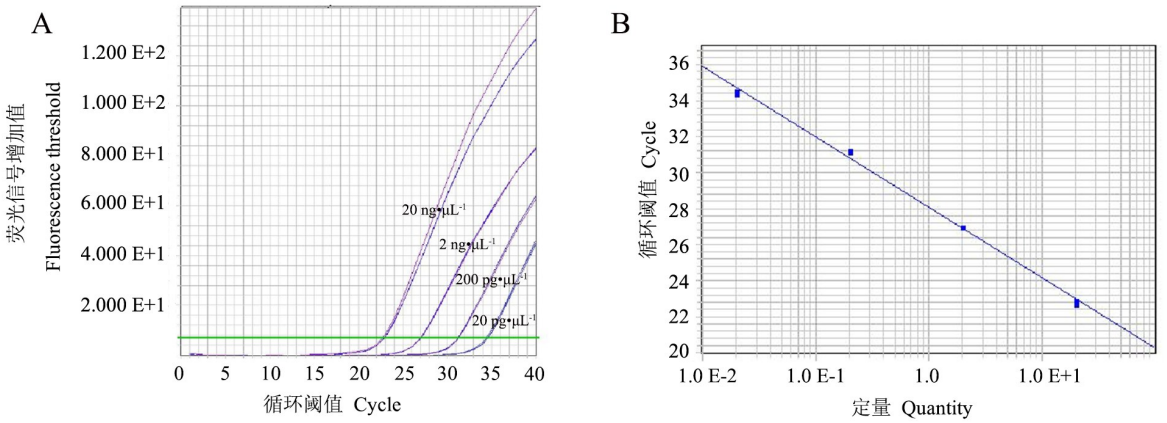 A
1.200 E+2
1.000 E+2
8.000 E+1
6.000 E+1
4.000 E+1
2.000 E+1
荧光信号增加值
Fluorescence threshold
20 ng•μL-1
2 ng•μL-1
200 pg•μL-1
20 pg•μL-1
0 5 10 15 20 25 30 35 40
循环阈值 Cycle
B
36
34
32
30
28
26
24
22
20
循环阈值 Cycle
1.0 E-2 1.0 E-1 1.0 1.0 E+1
定量 Quantity